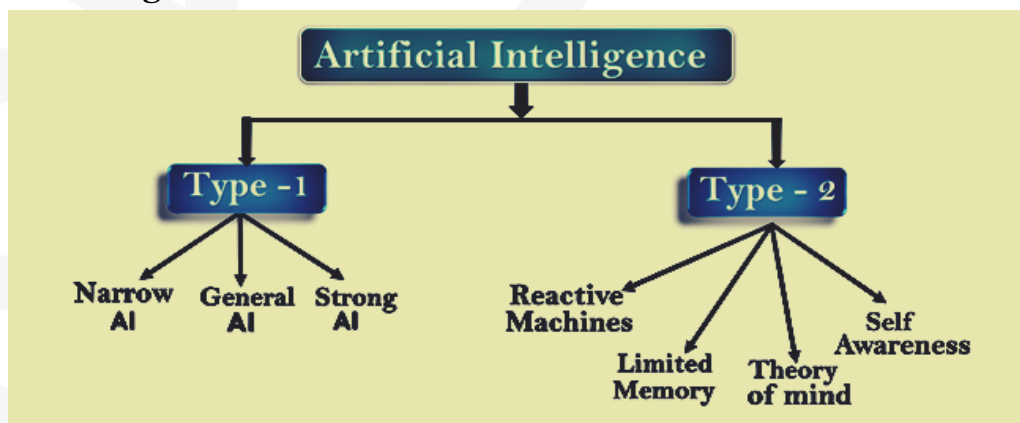 Artificial Intelligence
Type -1
Type - 2
Narrow
AI
General
AI
Strong
AI
Reactive
Machines
Limited
Memory
Theory
of mind
Self
Awareness